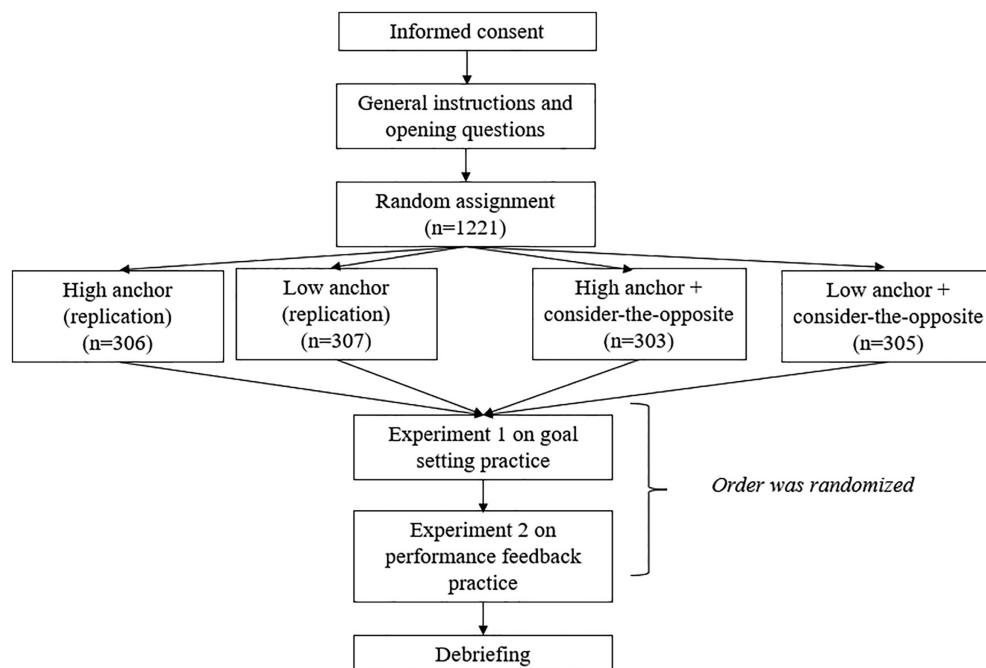 Informed consent
General instructions and
opening questions
Random assignment
(n=1221)
High anchor
(replication)
(n=306)
Low anchor
(replication)
(n=307)
High anchor +
consider-the-opposite
(n=303)
Low anchor +
consider-the-opposite
(n=305)
Experiment 1 on goal
setting practice
Order was randomized
Experiment 2 on
performance feedback
practice
Debriefing